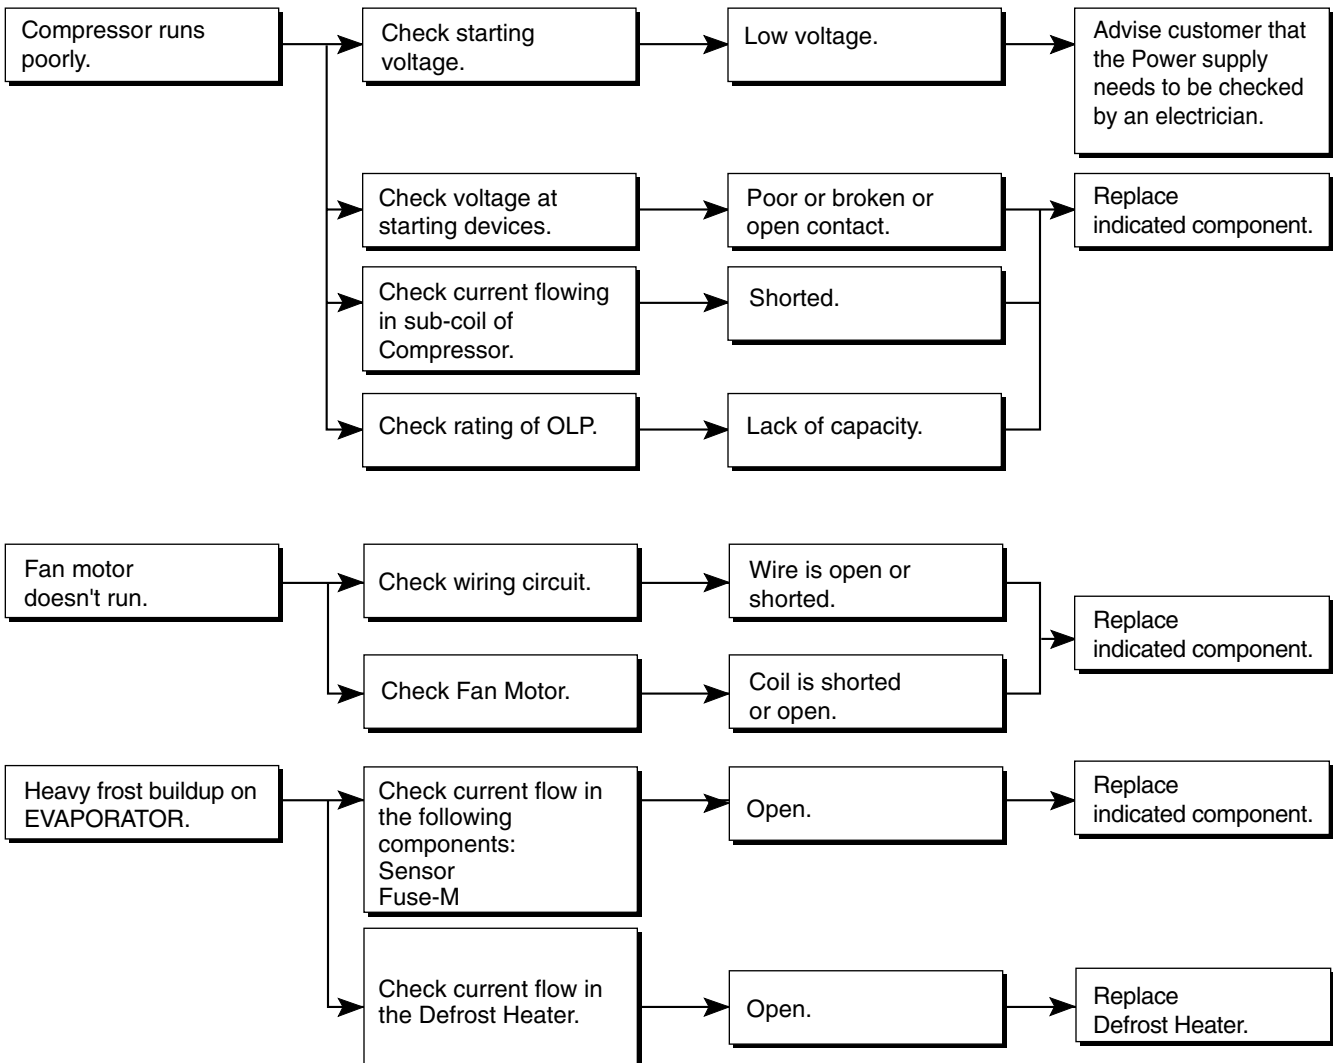 Compressor runs
poorly.
Check starting
voltage.
Low voltage.
Advise customer that
the Power supply
needs to be checked
by an electrician.
Check voltage at
starting devices.
Poor or broken or
open contact.
Replace
indicated component.
Check current flowing
in sub-coil of
Compressor.
Shorted.
Check rating of OLP.
Lack of capacity.
Fan motor
doesn't run.
Check wiring circuit.
Wire is open or
shorted.
Replace
indicated component.
Check Fan Motor.
Coil is shorted
or open.
Heavy frost buildup on
EVAPORATOR.
Check current flow in
the following
components:
Sensor
Fuse-M
Open.
Replace
indicated component.
Check current flow in
the Defrost Heater.
Open.
Replace
Defrost Heater.